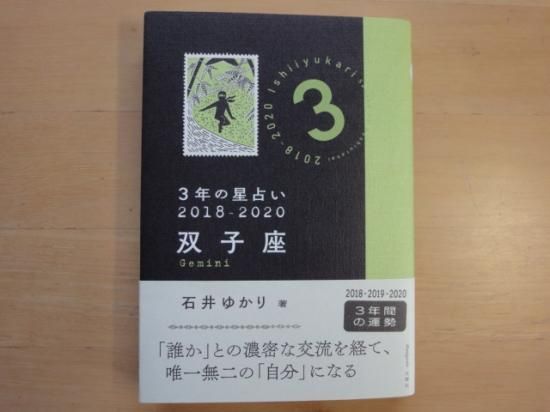 3
Ishiiyukari
2018-2020
3年の星占い
2018-2020
双子座
Gemini
石井ゆかり 著
2018-2019-2020
3年間
の運勢
「誰か」との濃密な交流を経て、
唯一無二の「自分」になる